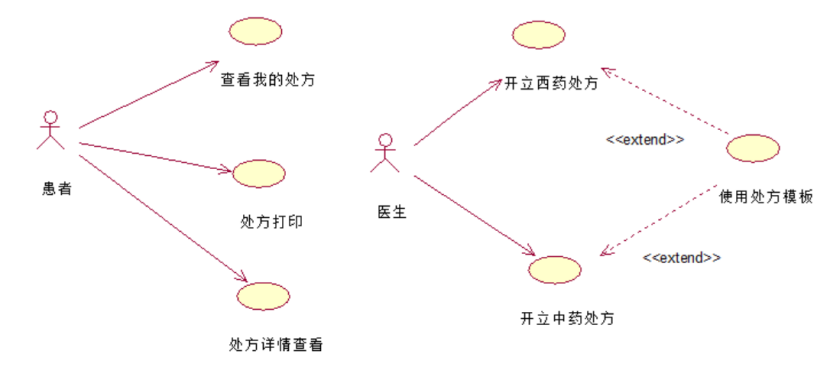 查看我的处方
患者
处方打印
处方详情查看
开立西药处方
<<extend>>
医生
使用处方模板
<<extend>>
开立中药处方